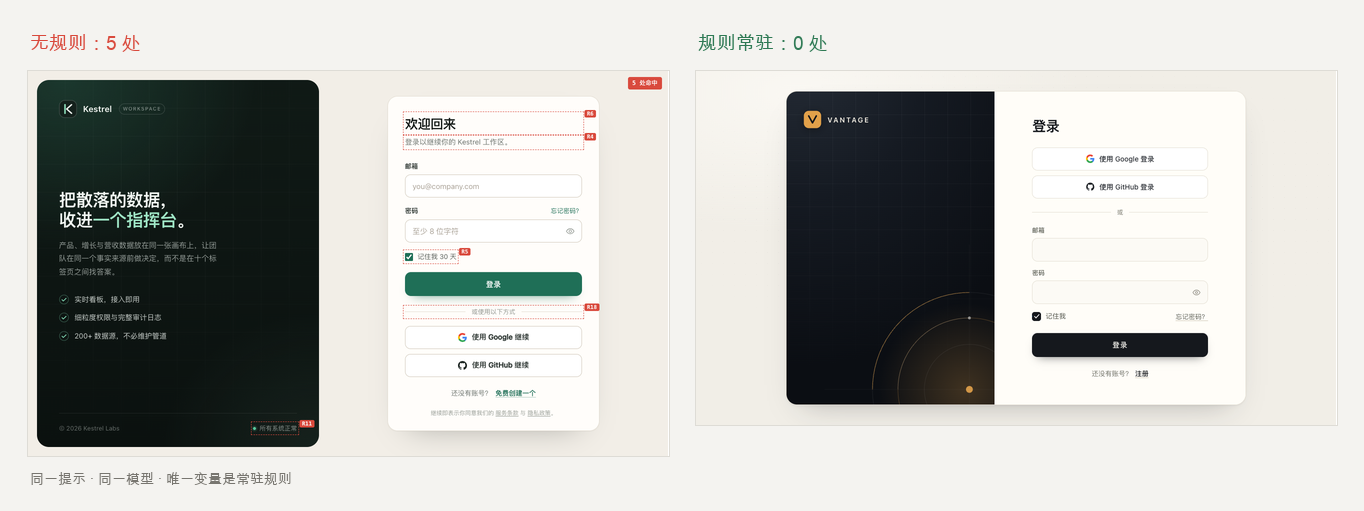 无规则：5 处
规则常驻：0 处
5 处命中
Kestrel
WORKSPACE
把散落的数据，
收进一个指挥台。
产品、增长与营收数据放在同一张画布上，让团
队在同一个事实来源前做决定，而不是在十个标
签页之间找答案。
实时看板，接入即用
细粒度权限与完整审计日志
200+ 数据源，不必维护管道
© 2026 Kestrel Labs
所有系统正常
R11
欢迎回来
R6
登录以继续你的 Kestrel 工作区。
R4
邮箱
you@company.com
密码
忘记密码?
至少 8 位字符
记住我 30 天
R5
登录
或使用以下方式
R18
使用 Google 继续
使用 GitHub 继续
还没有账号? 免费创建一个
继续即表示你同意我们的 服务条款 与 隐私政策。
VANTAGE
登录
使用 Google 登录
使用 GitHub 登录
或
邮箱
密码
记住我
忘记密码?
登录
还没有账号? 注册
同一提示 · 同一模型 · 唯一变量是常驻规则